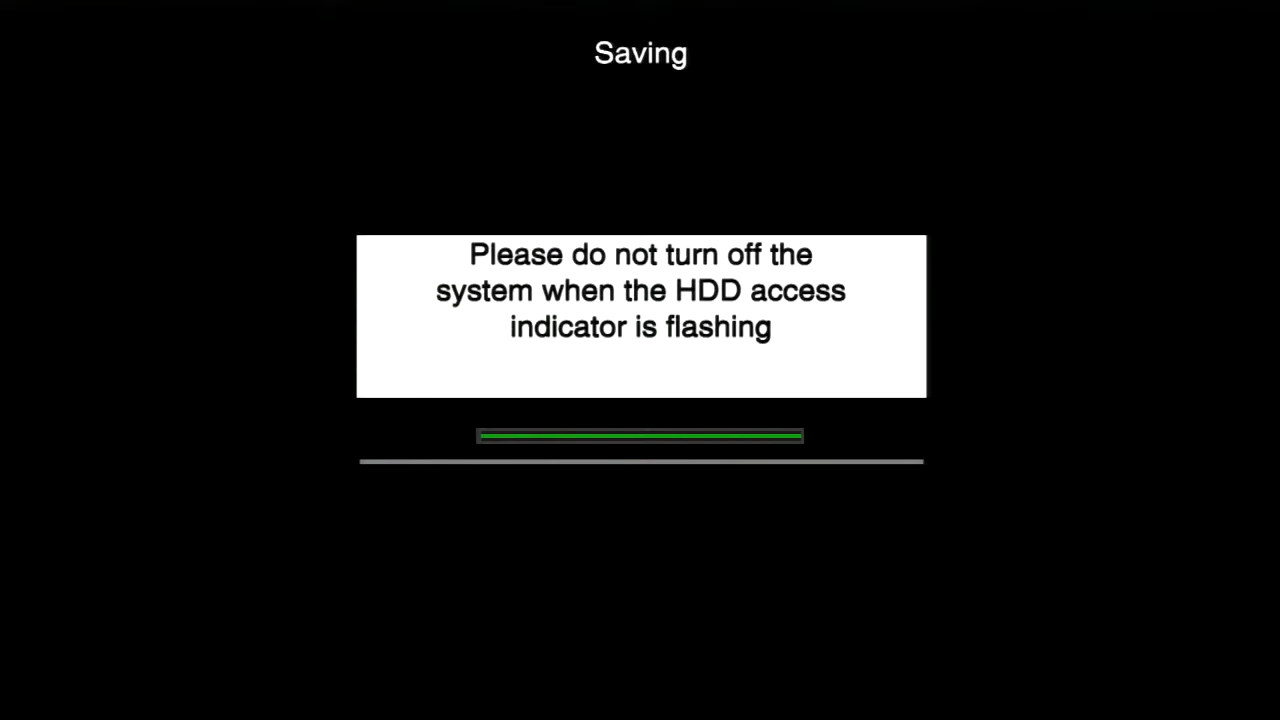 Saving
Please do not turn off the
system when the HDD access
indicator is flashing